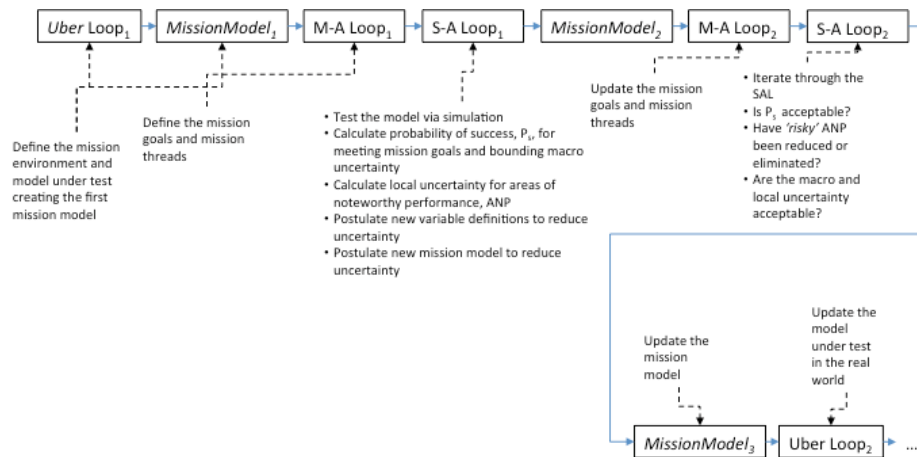 Uber Loop1
MissionModel1
M-A Loop1
S-A Loop1
MissionModel2
M-A Loop2
S-A Loop2
Define the mission
environment and
model under test
creating the first
mission model
Define the mission
goals and mission
threads
• Test the model via simulation
• Calculate probability of success, Ps, for
meeting mission goals and bounding macro
uncertainty
• Calculate local uncertainty for areas of
noteworthy performance, ANP
• Postulate new variable definitions to reduce
uncertainty
• Postulate new mission model to reduce
uncertainty
Update the mission
goals and mission
threads
• Iterate through the
SAL
• Is Ps acceptable?
• Have 'risky' ANP
been reduced or
eliminated?
• Are the macro and
local uncertainty
acceptable?
Update the
mission
model
Update the
model
under test
in the real
world
MissionModel3
Uber Loop2
...